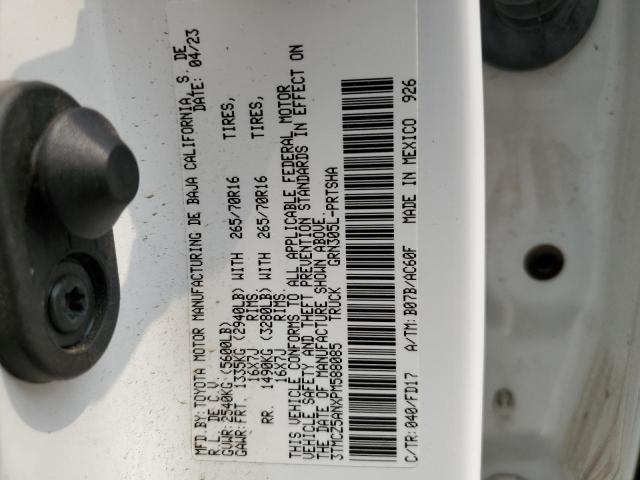 MFD. BY: TOYOTA MOTOR MANUFACTURING DE BAJA CALIFORNIA, S. DE
R. L. DE C.V. DATE: 04/23
GVWR: 2540KG (5600LB)
GAWR: FRT. 1335KG (2940LB) WITH 265/70R16 TIRES,
16X7J RIMS
RR. 1490KG (3280LB) WITH 265/70R16 TIRES,
16X7J RIMS.
THIS VEHICLE CONFORMS TO ALL APPLICABLE FEDERAL MOTOR
VEHICLE SAFETY AND THEFT PREVENTION STANDARDS IN EFFECT ON
THE DATE OF MANUFACTURE SHOWN ABOVE.
3TMCZ5ANXPM588085 TRUCK GRN305L-PRTSHA
C/TR: 040/FD17 A/TM: B07B/AC60F MADE IN MEXICO 926